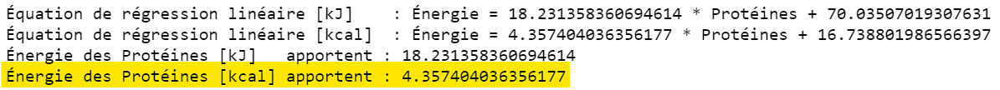 Équation de régression linéaire [kJ]    : Énergie = 18.231358360694614 * Protéines + 70.03507019307631
Équation de régression linéaire [kcal]  : Énergie = 4.357404036356177 * Protéines + 16.738801986566397
Énergie des Protéines [kJ]   apportent : 18.231358360694614
Énergie des Protéines [kcal] apportent : 4.357404036356177